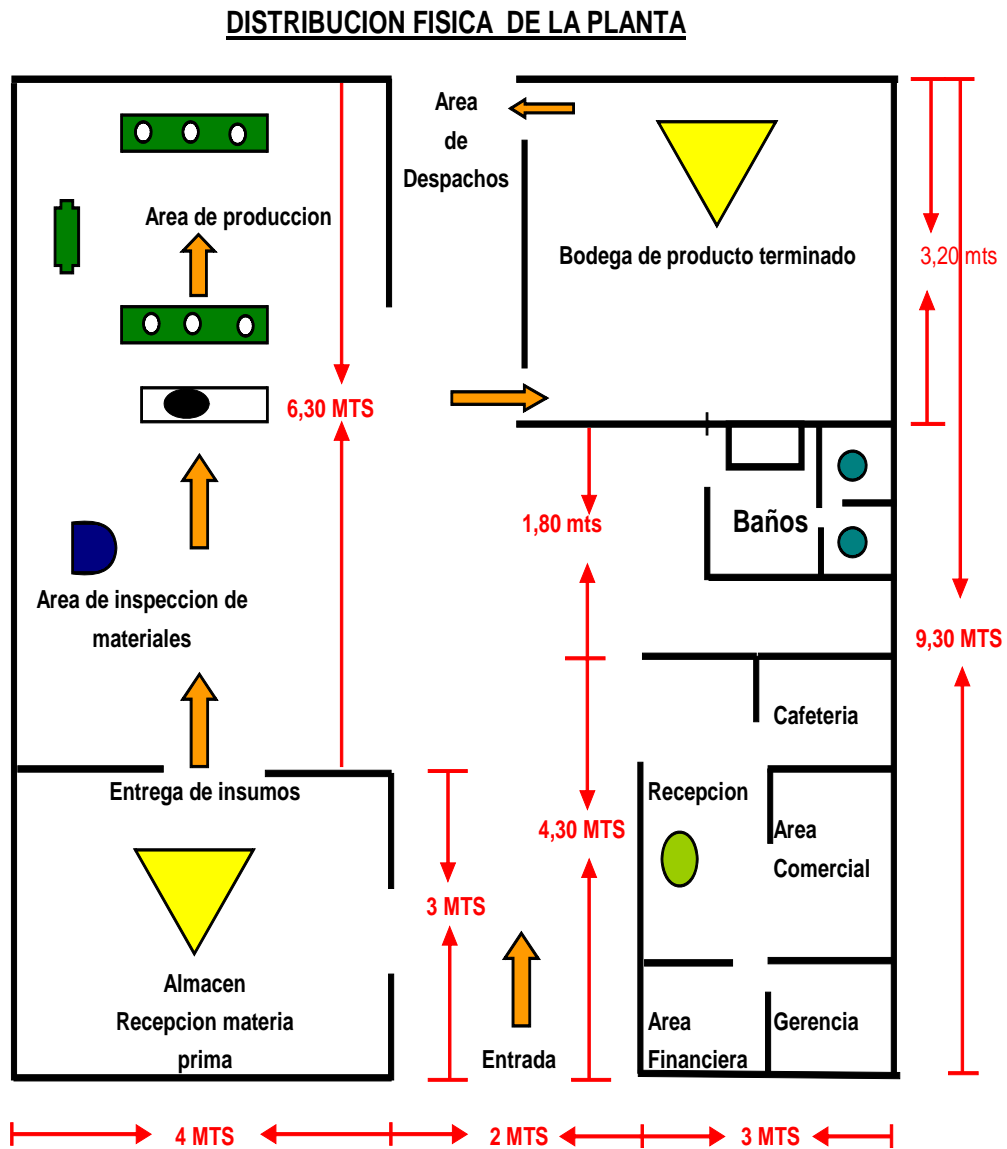 DISTRIBUCION FISICA DE LA PLANTA
Area
de
Despachos
Area de produccion
Bodega de producto terminado
3,20 mts
6,30 MTS
1,80 mts
Baños
Area de inspeccion de
materiales
9,30 MTS
Cafeteria
Entrega de insumos
Recepcion
4,30 MTS
Area
Comercial
3 MTS
Almacen
Recepcion materia
prima
Entrada
Area
Financiera
Gerencia
4 MTS
2 MTS
3 MTS